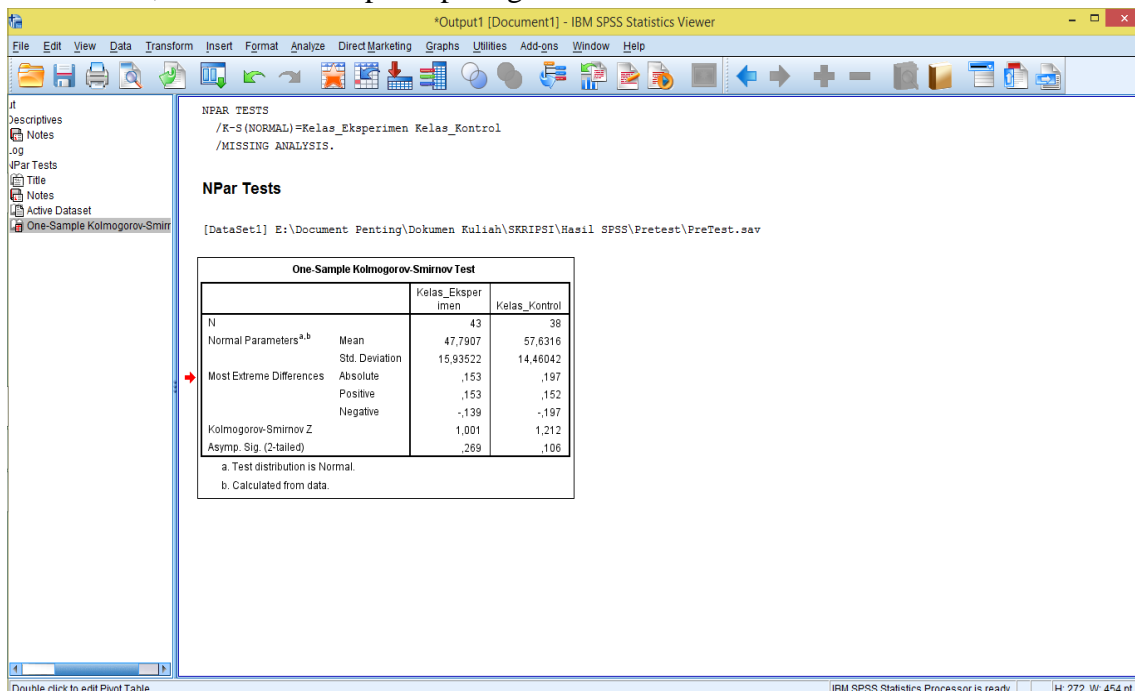 *Output1 [Document1] - IBM SPSS Statistics Viewer
File Edit View Data Transform Insert Format Analyze Direct Marketing Graphs Utilities Add-ons Window Help
Descriptives
Notes
Log
NPar Tests
Title
Notes
Active Dataset
One-Sample Kolmogorov-Smirn
NPAR TESTS
/K-S(NORMAL)=Kelas_Eksperimen Kelas_Kontrol
/MISSING ANALYSIS.
NPar Tests
[DataSet1] E:\Document Penting\Dokumen Kuliah\SKRIPSI\Hasil SPSS\Pretest\PreTest.sav
One-Sample Kolmogorov-Smirnov Test
Kelas_Eksper
imen Kelas_Kontrol
N 43 38
Normal Parameters a,b Mean 47,7907 57,6316
Std. Deviation 15,93522 14,46042
Most Extreme Differences Absolute ,153 ,197
Positive ,153 ,152
Negative -,139 -,197
Kolmogorov-Smirnov Z 1,001 1,212
Asymp. Sig. (2-tailed) ,269 ,106
a. Test distribution is Normal.
b. Calculated from data.
Double click to edit Pivot Table IBM SPSS Statistics Processor is ready H: 272, W: 454 pt